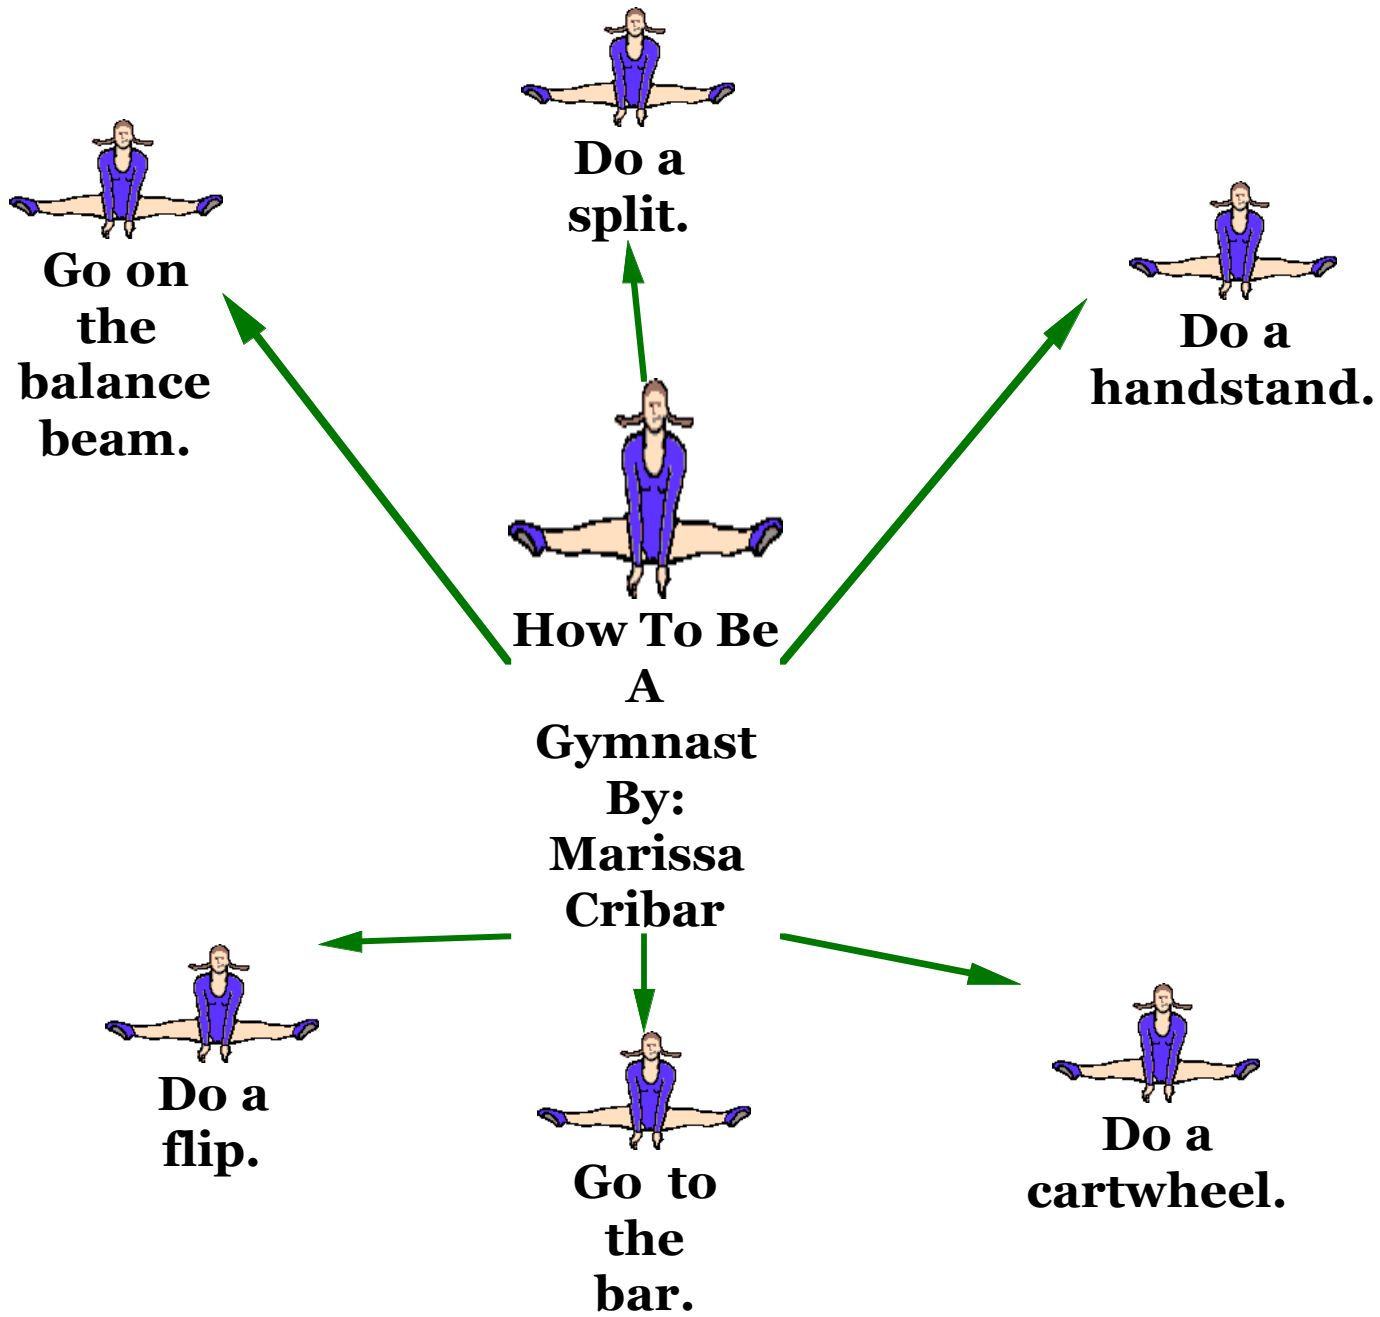 Do a
split.
Go on
the
balance
beam.
Do a
handstand.
How To Be
A
Gymnast
By:
Marissa
Cribar
Do a
flip.
Go  to
the
bar.
Do a
cartwheel.